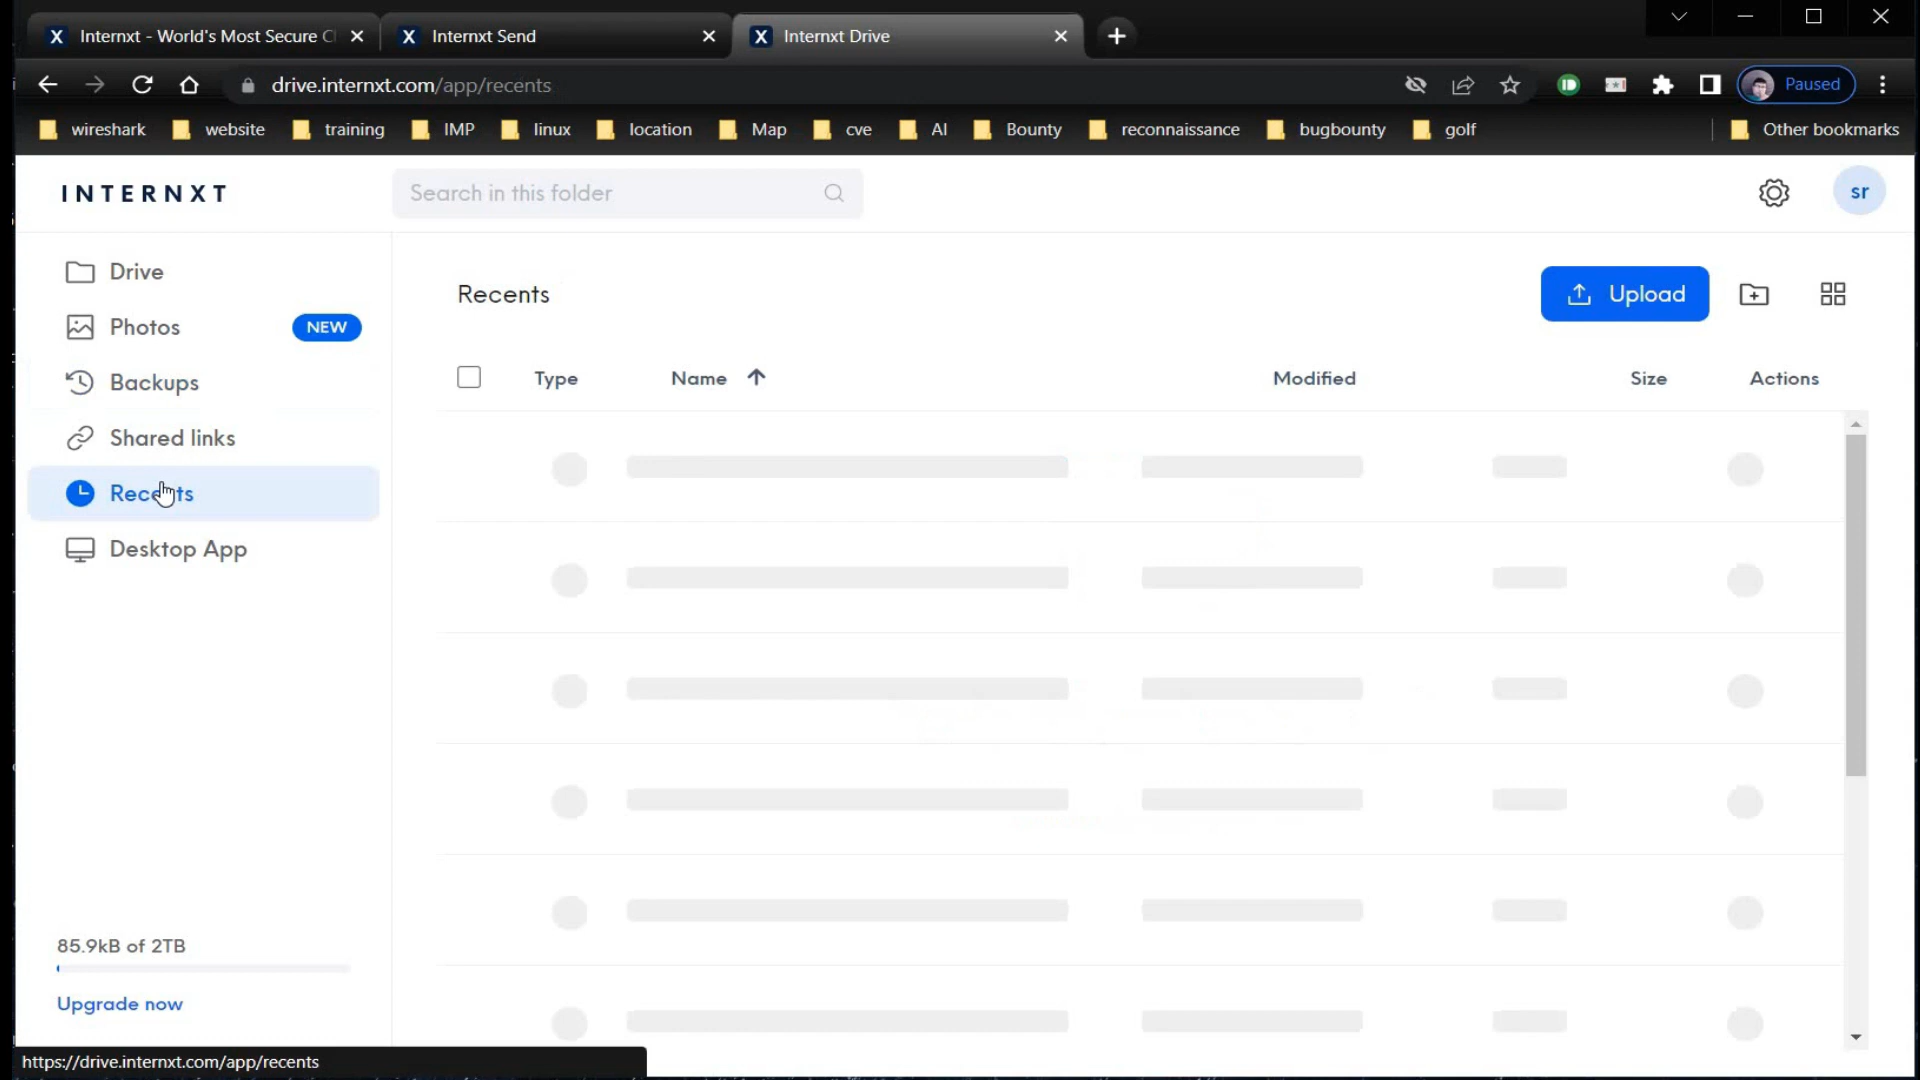 Internxt - World's Most Secure Cl
Internxt Send
Internxt Drive
drive.internxt.com/app/recents
Paused
wireshark
website
training
IMP
linux
location
Map
cve
AI
Bounty
reconnaissance
bugbounty
golf
Other bookmarks
INTERNXT
Search in this folder
sr
Drive
Photos
NEW
Backups
Shared links
Recents
Desktop App
Recents
Upload
Type
Name
Modified
Size
Actions
85.9kB of 2TB
Upgrade now
https://drive.internxt.com/app/recents